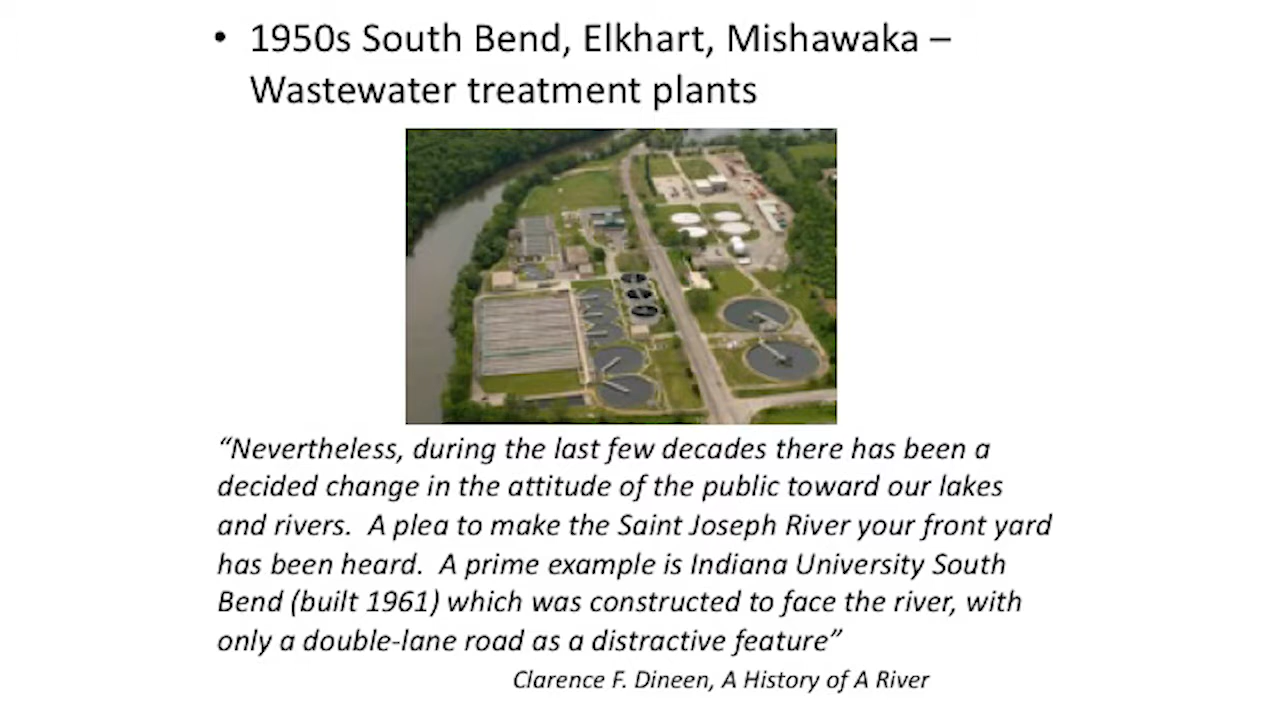 • 1950s South Bend, Elkhart, Mishawaka –
Wastewater treatment plants
“Nevertheless, during the last few decades there has been a
decided change in the attitude of the public toward our lakes
and rivers.  A plea to make the Saint Joseph River your front yard
has been heard.  A prime example is Indiana University South
Bend (built 1961) which was constructed to face the river, with
only a double-lane road as a distractive feature”
Clarence F. Dineen, A History of A River